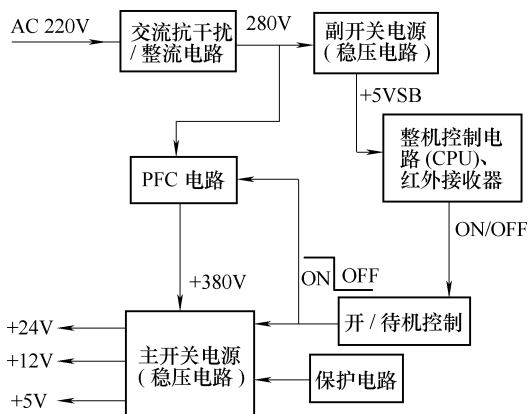 AC 220V
交流抗干扰
/ 整流电路
280V
副开关电源
( 稳压电路 )
+5VSB
整机控制电
路 (CPU)、
红外接收器
PFC 电路
ON/OFF
+380V
ON
OFF
开 / 待机控制
主开关电源
( 稳压电路 )
+24V
+12V
+5V
保护电路